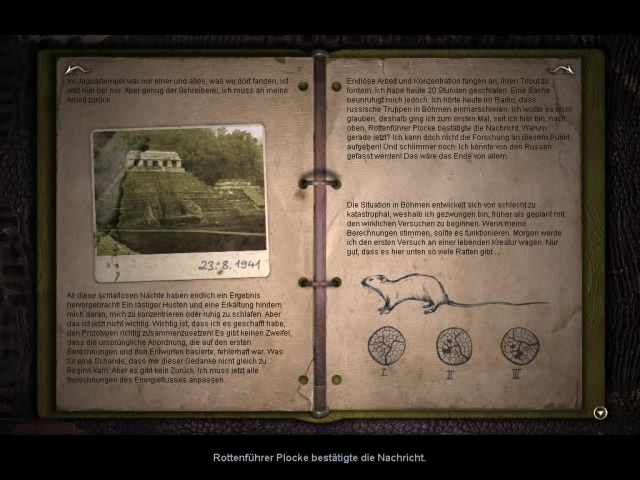 Im Jaguartempel war nur einer und alles, was wir dort fanden, ist
jetzt hier bei mir. Aber genug der Schreiberei, ich muss an meine
Arbeit zurück.
23.8.1941
All diese schlaflosen Nächte haben endlich ein Ergebnis
hervorgebracht! Ein lästiger Husten und eine Erkältung hindern
mich daran, mich zu konzentrieren oder ruhig zu schlafen. Aber
das ist jetzt nicht wichtig. Wichtig ist, dass ich es geschafft habe,
den Prototypen richtig zusammenzusetzen! Es gibt keinen Zweifel,
dass die ursprüngliche Anordnung, die auf den ersten
Berechnungen und den Entwürfen basierte, fehlerhaft war. Was
für eine Schande, dass mir dieser Gedanke nicht gleich zu
Beginn kam. Aber es gibt kein Zurück. Ich muss jetzt alle
Berechnungen des Energieflusses anpassen.
Endlose Arbeit und Konzentration fangen an, ihren Tribut zu
fordern. Ich habe heute 20 Stunden geschlafen. Eine Sache
beunruhigt mich jedoch. Ich hörte heute im Radio, dass
russische Truppen in Böhmen einmarschieren. Ich wollte es nicht
glauben, deshalb ging ich zum ersten Mal, seit ich hier bin, nach
oben. Rottenführer Plocke bestätigte die Nachricht. Warum
gerade jetzt? Ich kann doch nicht die Forschung an diesem Punkt
aufgeben! Und schlimmer noch: Ich könnte von den Russen
gefasst werden! Das wäre das Ende von allem.
Die Situation in Böhmen entwickelt sich von schlecht zu
katastrophal, weshalb ich gezwungen bin, früher als geplant mit
den wirklichen Versuchen zu beginnen. Wenn meine
Berechnungen stimmen, sollte es funktionieren. Morgen werde
ich den ersten Versuch an einer lebenden Kreatur wagen. Nur
gut, dass es hier unten so viele Ratten gibt ...
I II III
Rottenführer Plocke bestätigte die Nachricht.